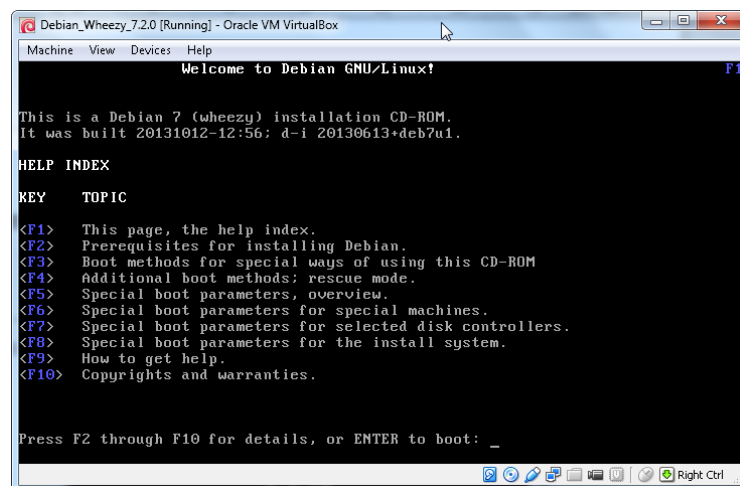 Debian_Wheezy_7.2.0 [Running] - Oracle VM VirtualBox
Machine View Devices Help
Welcome to Debian GNU/Linux! F1
This is a Debian 7 (wheezy) installation CD-ROM.
It was built 20131012-12:56; d-i 20130613+deb7u1.
HELP INDEX
KEY TOPIC
<F1> This page, the help index.
<F2> Prerequisites for installing Debian.
<F3> Boot methods for special ways of using this CD-ROM
<F4> Additional boot methods; rescue mode.
<F5> Special boot parameters, overview.
<F6> Special boot parameters for special machines.
<F7> Special boot parameters for selected disk controllers.
<F8> Special boot parameters for the install system.
<F9> How to get help.
<F10> Copyrights and warranties.
Press F2 through F10 for details, or ENTER to boot: _
Right Ctrl